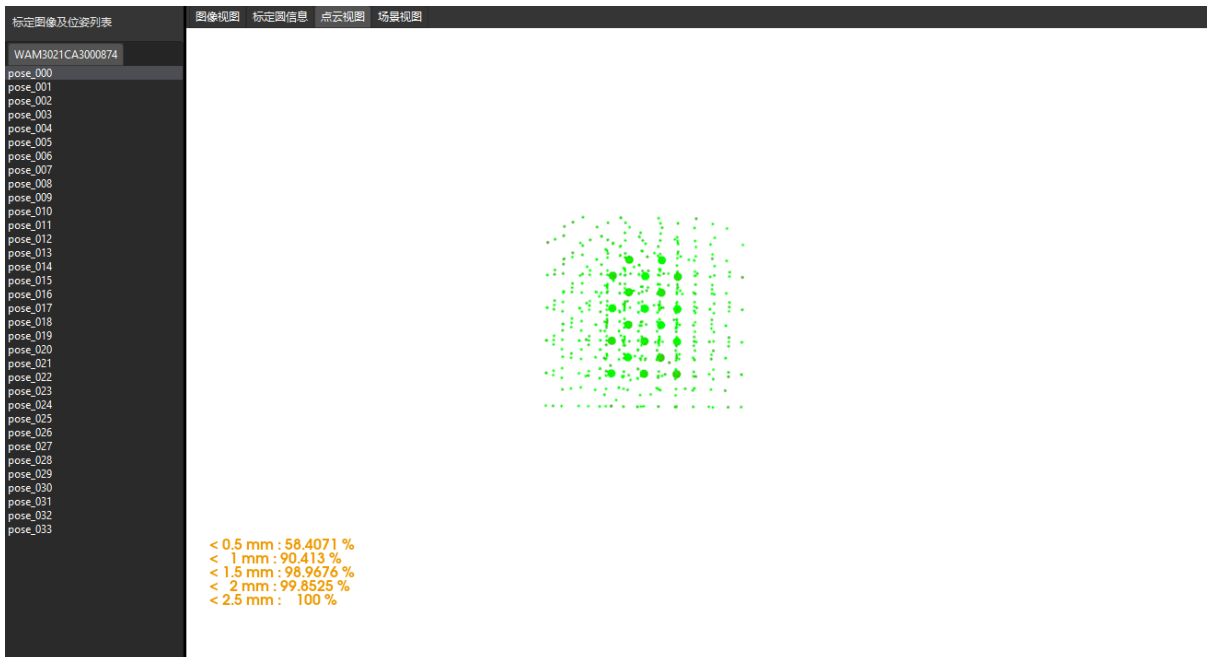 标定图像及位姿列表
图像视图 标定圆信息 点云视图 场景视图
WAM3021CA3000874
pose_000
pose_001
pose_002
pose_003
pose_004
pose_005
pose_006
pose_007
pose_008
pose_009
pose_010
pose_011
pose_012
pose_013
pose_014
pose_015
pose_016
pose_017
pose_018
pose_019
pose_020
pose_021
pose_022
pose_023
pose_024
pose_025
pose_026
pose_027
pose_028
pose_029
pose_030
pose_031
pose_032
pose_033
< 0.5 mm : 58.4071 %
< 1 mm : 90.413 %
< 1.5 mm : 98.9676 %
< 2 mm : 99.8525 %
< 2.5 mm : 100 %